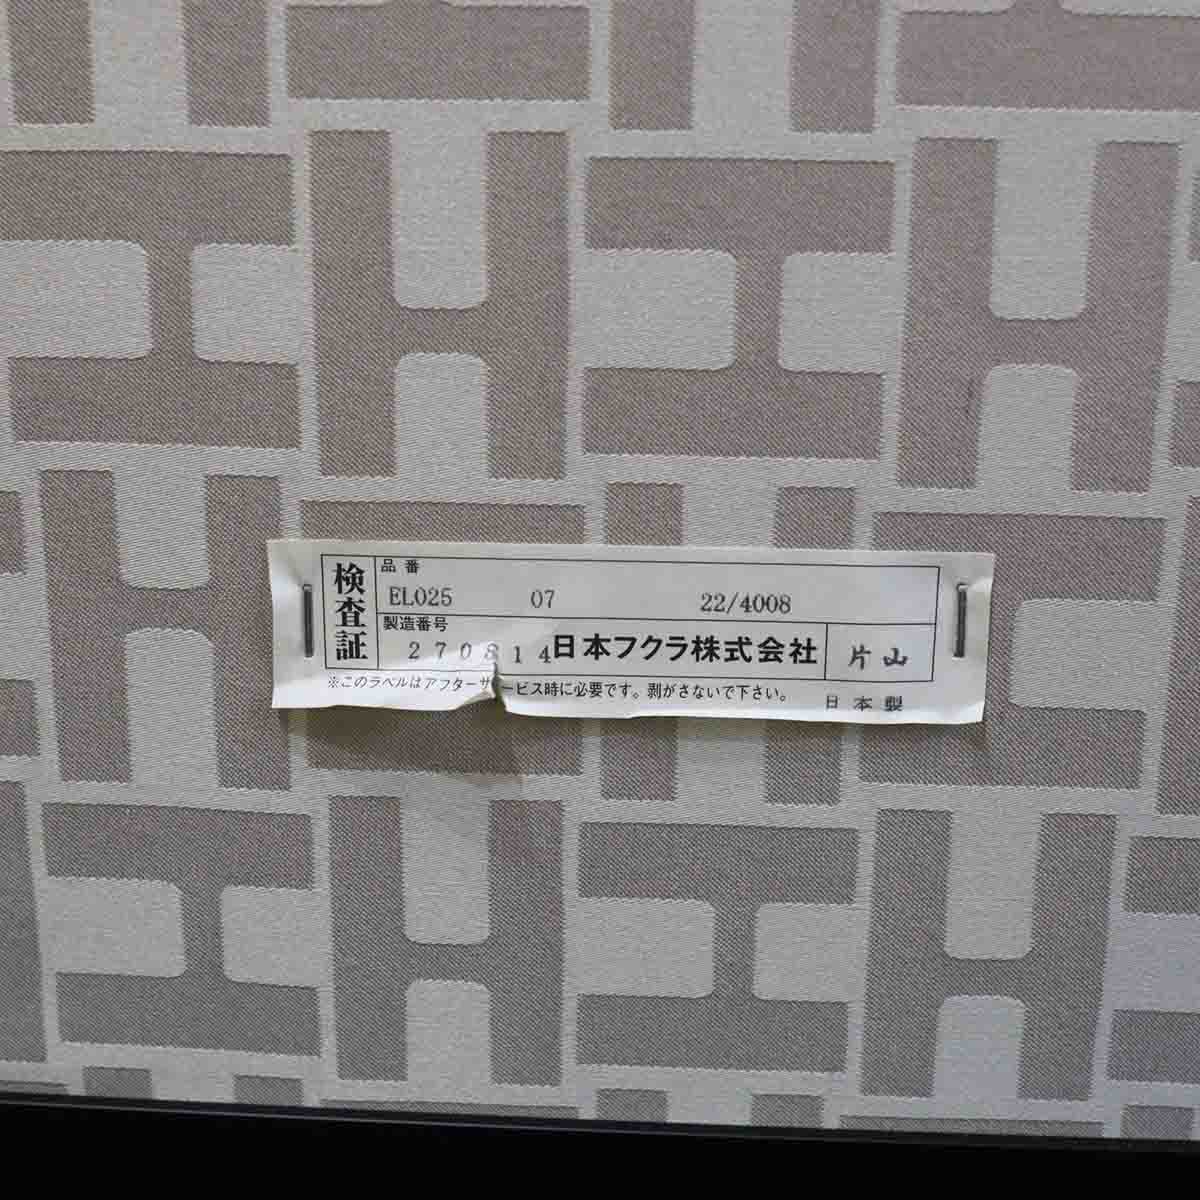 検査証
品番
EL025 07 22/4008
製造番号
270814 日本フクラ株式会社 片山
※このラベルはアフターサービス時に必要です。剥がさないで下さい。
日本製